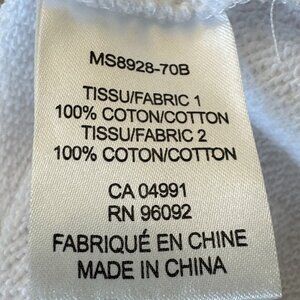 MS8928-70B
TISSU/FABRIC 1
100% COTON/COTTON
TISSU/FABRIC 2
100% COTON/COTTON
CA 04991
RN 96092
FABRIQUÉ EN CHINE
MADE IN CHINA